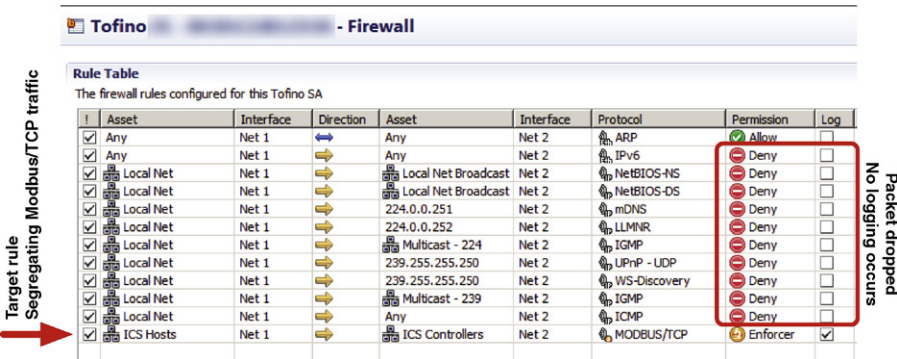 Tofino - Firewall
Rule Table
The firewall rules configured for this Tofino SA
! Asset Interface Direction Asset Interface Protocol Permission Log
Any Net 1 Any Net 2 ARP Allow
Any Net 1 Any Net 2 IPv6 Deny
Local Net Net 1 Local Net Broadcast Net 2 NetBIOS-NS Deny
Local Net Net 1 Local Net Broadcast Net 2 NetBIOS-DS Deny
Local Net Net 1 224.0.0.251 Net 2 mDNS Deny
Local Net Net 1 224.0.0.252 Net 2 LLMNR Deny
Local Net Net 1 Multicast - 224 Net 2 IGMP Deny
Local Net Net 1 239.255.255.250 Net 2 UPnP - UDP Deny
Local Net Net 1 239.255.255.250 Net 2 WS-Discovery Deny
Local Net Net 1 Multicast - 239 Net 2 IGMP Deny
Local Net Net 1 Any Net 2 ICMP Deny
ICS Hosts Net 1 ICS Controllers Net 2 MODBUS/TCP Enforcer
Target rule
Segregating Modbus/TCP traffic
Packet dropped
No logging occurs